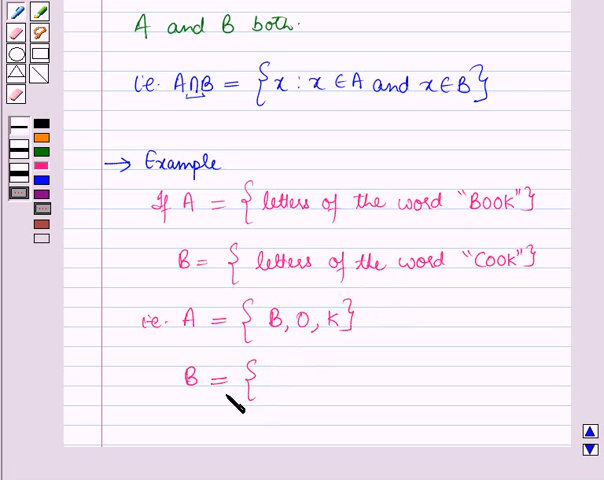 A and B both.
i.e. A∩B = {x : x ∈ A and x ∈ B}
→ Example
If A = { letters of the word "BOOK"}
B = { letters of the word "COOK"}
i.e. A = { B, O, K}
B = {